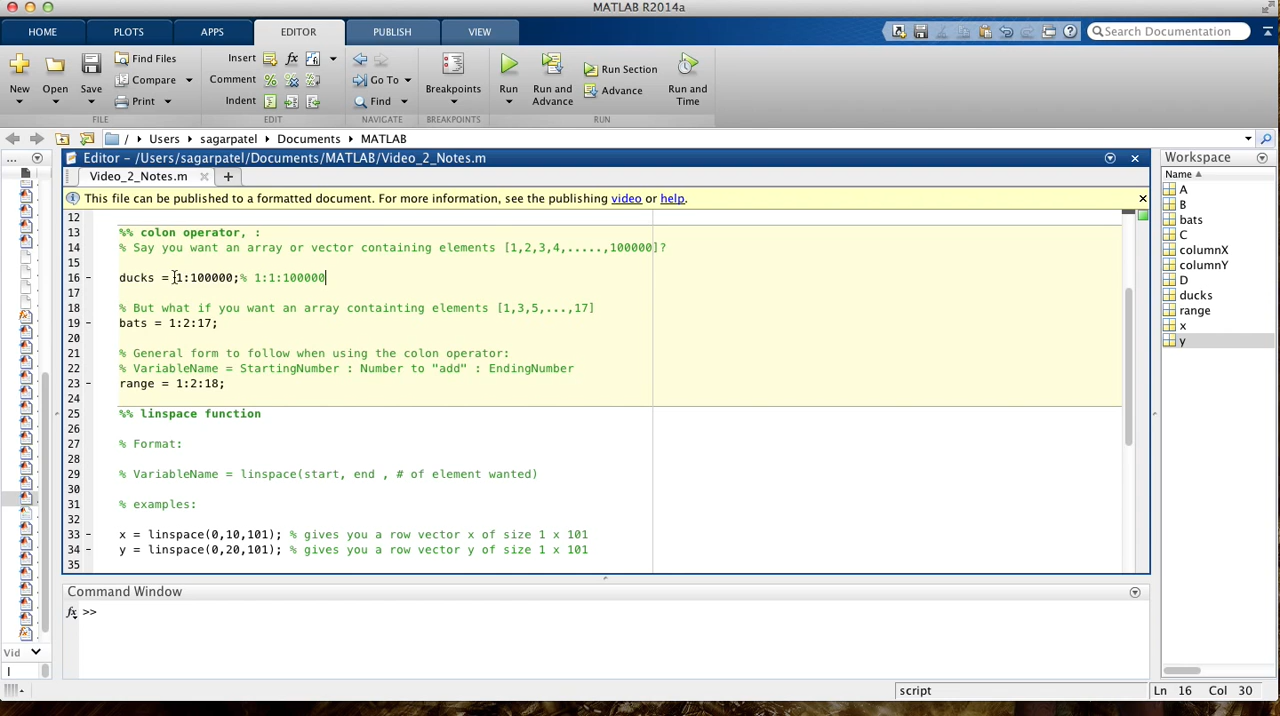 MATLAB R2014a
HOME PLOTS APPS EDITOR PUBLISH VIEW Search Documentation
New Open Save Find Files Compare Print Insert Comment Indent fx Go To Find Breakpoints Run Run and Advance Run Section Advance Run and Time
FILE EDIT NAVIGATE BREAKPOINTS RUN
/ Users sagarpatel Documents MATLAB
... Editor - /Users/sagarpatel/Documents/MATLAB/Video_2_Notes.m
Video_2_Notes.m
This file can be published to a formatted document. For more information, see the publishing video or help.
12
13 %% colon operator, :
14 % Say you want an array or vector containing elements [1,2,3,4,.....,100000]?
15
16 - ducks = 1:100000;% 1:1:100000
17
18 % But what if you want an array containting elements [1,3,5,...,17]
19 - bats = 1:2:17;
20
21 % General form to follow when using the colon operator:
22 % VariableName = StartingNumber : Number to "add" : EndingNumber
23 - range = 1:2:18;
24
25 %% linspace function
26
27 % Format:
28
29 % VariableName = linspace(start, end , # of element wanted)
30
31 % examples:
32
33 - x = linspace(0,10,101); % gives you a row vector x of size 1 x 101
34 - y = linspace(0,20,101); % gives you a row vector y of size 1 x 101
35
Command Window
fx >>
Workspace
Name
A
B
bats
C
columnX
columnY
D
ducks
range
x
y
Vid
script Ln 16 Col 30